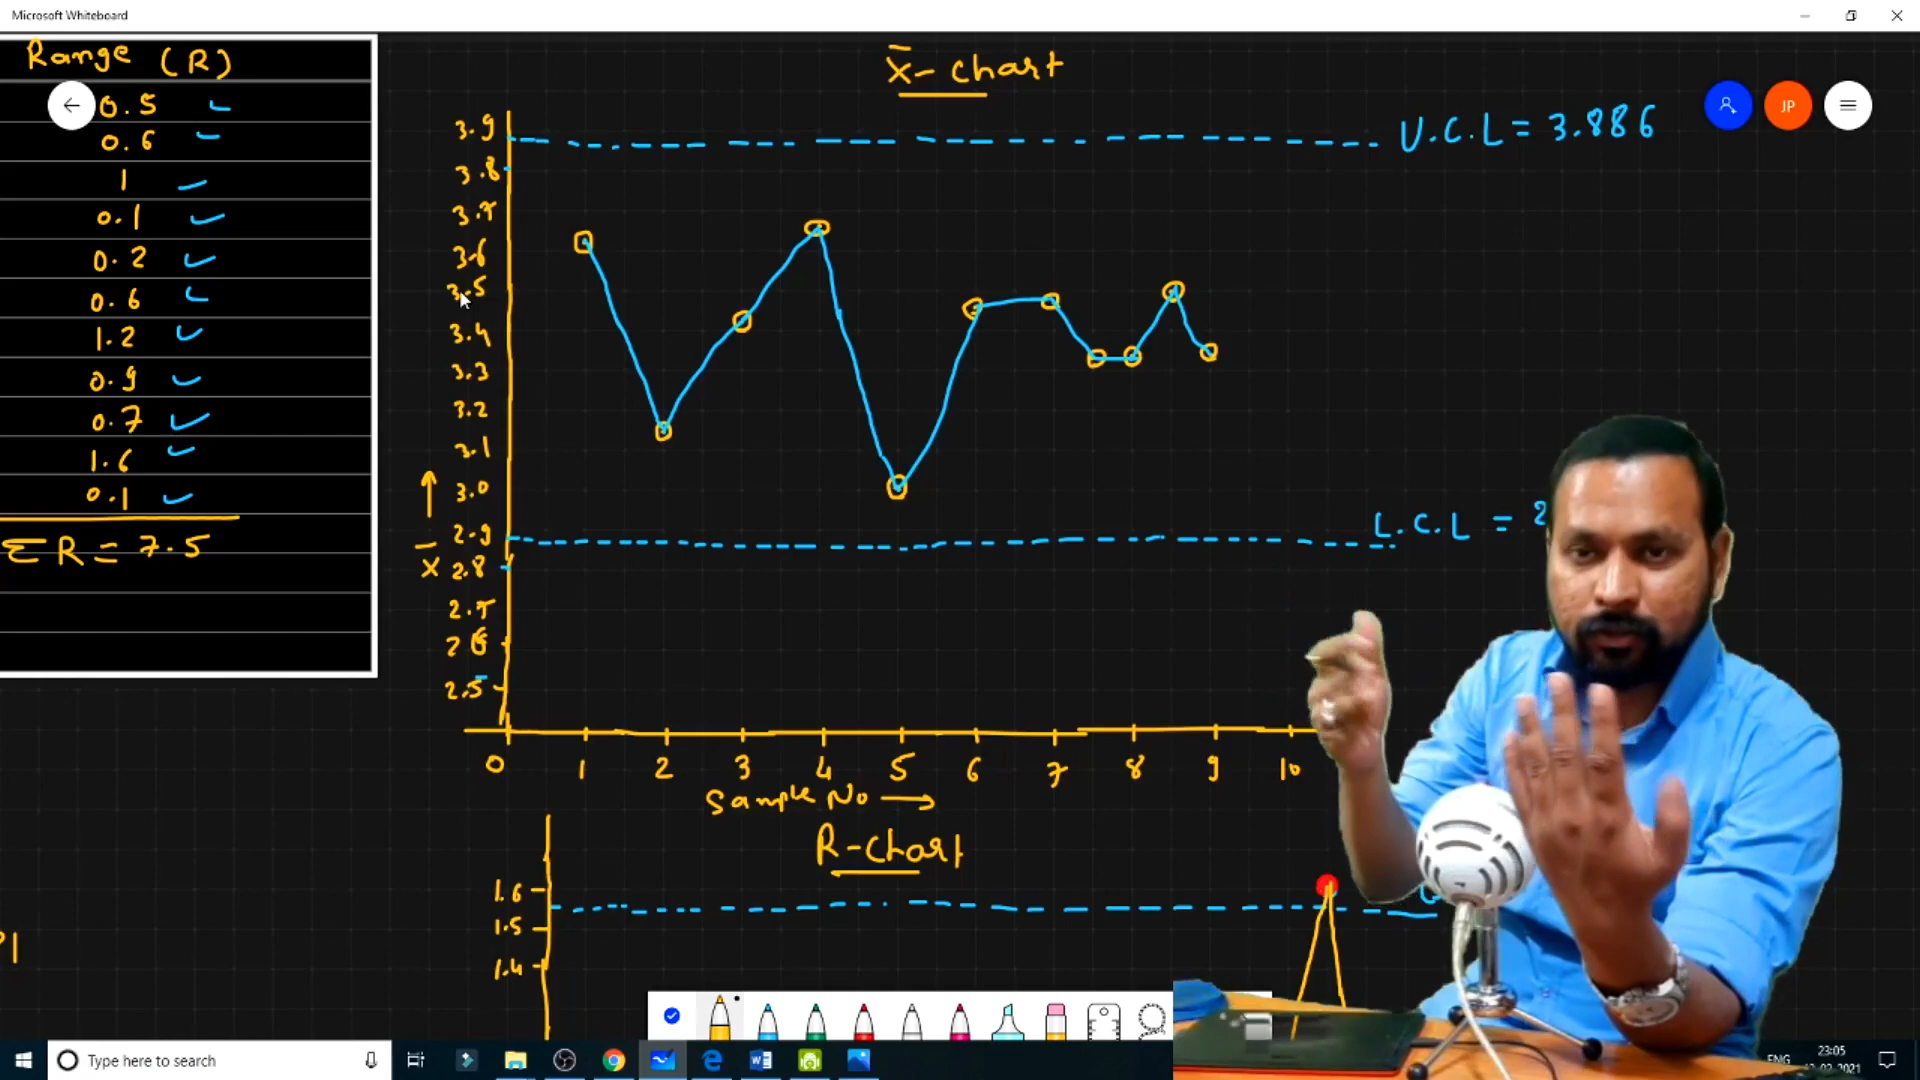 Microsoft Whiteboard
Range (R)
0.5
0.6
1
0.1
0.2
0.6
1.2
0.9
0.7
1.6
0.1
Σ R = 7.5
X̄- chart
JP
U.C.L = 3.886
3.9
3.8
3.7
3.6
3.5
3.4
3.3
3.2
3.1
3.0
2.9
2.8
2.7
2.6
2.5
X̄
L.C.L = 2
0 1 2 3 4 5 6 7 8 9 10
Sample No
R-Chart
1.6
1.5
1.4
Type here to search
ENG
23:05